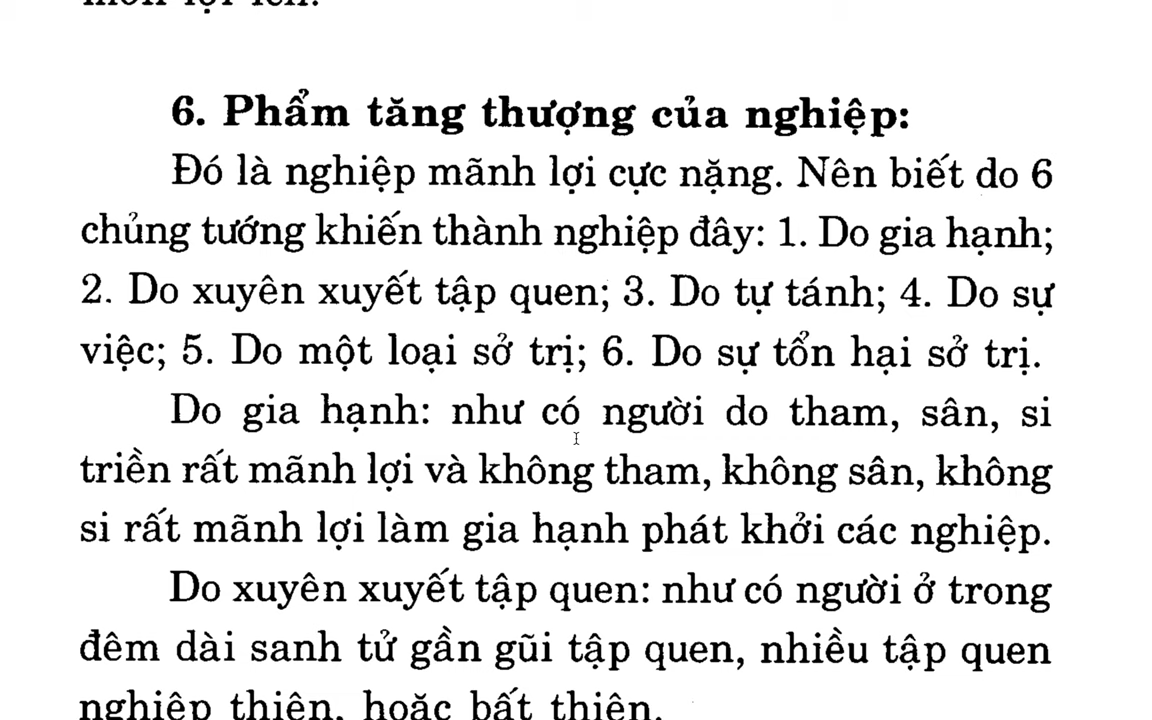 6. Phẩm tăng thượng của nghiệp:
Đó là nghiệp mãnh lợi cực nặng. Nên biết do 6
chủng tướng khiến thành nghiệp đây: 1. Do gia hạnh;
2. Do xuyên xuyết tập quen; 3. Do tự tánh; 4. Do sự
việc; 5. Do một loại sở trị; 6. Do sự tổn hại sở trị.
Do gia hạnh: như có người do tham, sân, si
triền rất mãnh lợi và không tham, không sân, không
si rất mãnh lợi làm gia hạnh phát khởi các nghiệp.
Do xuyên xuyết tập quen: như có người ở trong
đêm dài sanh tử gần gũi tập quen, nhiều tập quen
nghiệp thiện, hoặc bất thiện.